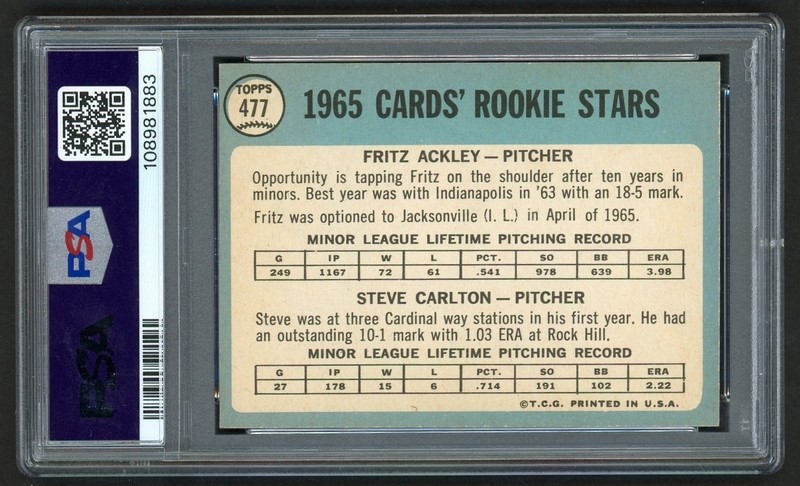 108981883
PSA
PSA
TOPPS
477
1965 CARDS' ROOKIE STARS
FRITZ ACKLEY — PITCHER
Opportunity is tapping Fritz on the shoulder after ten years in
minors. Best year was with Indianapolis in '63 with an 18-5 mark.
Fritz was optioned to Jacksonville (I. L.) in April of 1965.
MINOR LEAGUE LIFETIME PITCHING RECORD
G IP W L PCT. SO BB ERA
249 1167 72 61 .541 978 639 3.98
STEVE CARLTON — PITCHER
Steve was at three Cardinal way stations in his first year. He had
an outstanding 10-1 mark with 1.03 ERA at Rock Hill.
MINOR LEAGUE LIFETIME PITCHING RECORD
G IP W L PCT. SO BB ERA
27 178 15 6 .714 191 102 2.22
©T.C.G. PRINTED IN U.S.A.